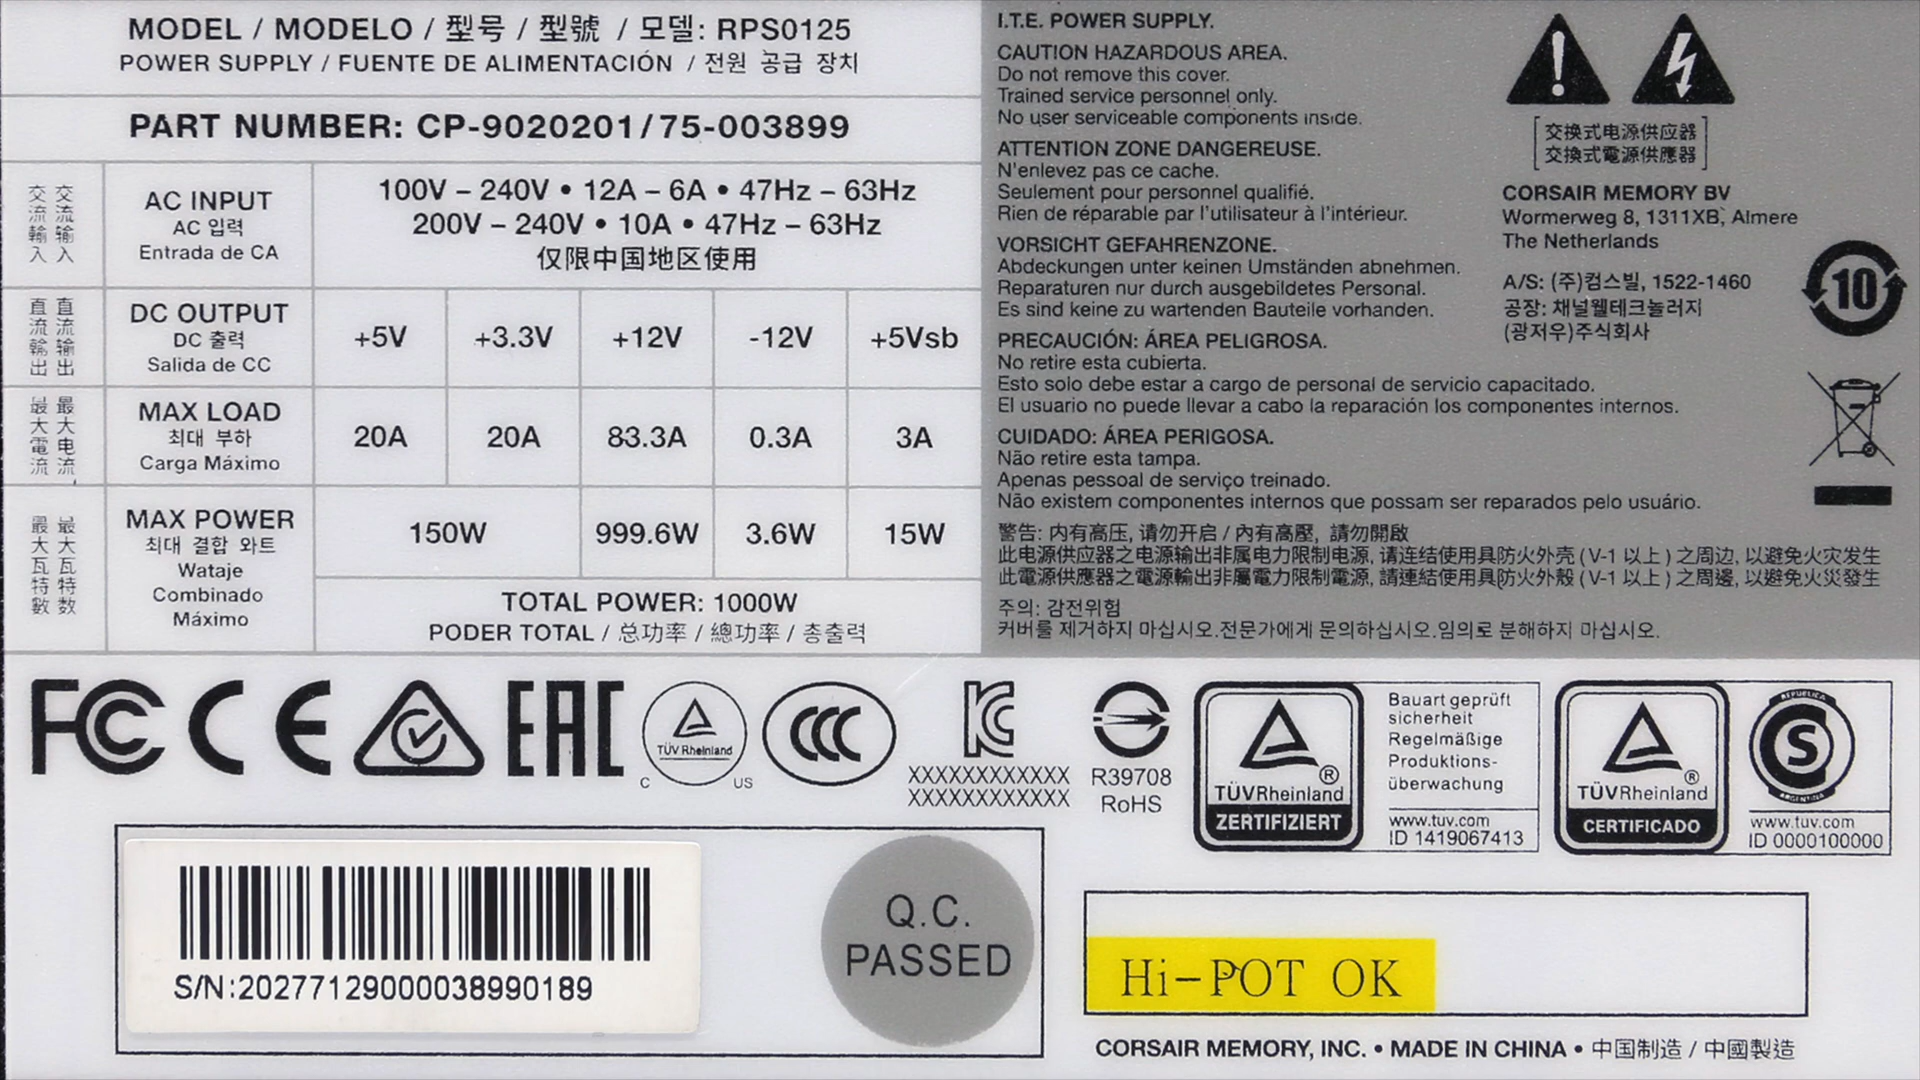 MODEL / MODELO / 型号 / 型號 / 모델: RPS0125
POWER SUPPLY / FUENTE DE ALIMENTACIÓN / 전원 공급 장치
PART NUMBER: CP-9020201/75-003899
交流輸入 交流输入
AC INPUT
AC 입력
Entrada de CA
100V – 240V • 12A – 6A • 47Hz – 63Hz
200V – 240V • 10A • 47Hz – 63Hz
仅限中国地区使用
直流輸出 直流输出
DC OUTPUT
DC 출력
Salida de CC
+5V +3.3V +12V -12V +5Vsb
最大電流 最大电流
MAX LOAD
최대 부하
Carga Máximo
20A 20A 83.3A 0.3A 3A
最大瓦特數 最大瓦特数
MAX POWER
최대 결합 와트
Wataje
Combinado
Máximo
150W 999.6W 3.6W 15W
TOTAL POWER: 1000W
PODER TOTAL / 总功率 / 總功率 / 총출력
I.T.E. POWER SUPPLY.
CAUTION HAZARDOUS AREA.
Do not remove this cover.
Trained service personnel only.
No user serviceable components inside.
ATTENTION ZONE DANGEREUSE.
N'enlevez pas ce cache.
Seulement pour personnel qualifié.
Rien de réparable par l'utilisateur à l'intérieur.
VORSICHT GEFAHRENZONE.
Abdeckungen unter keinen Umständen abnehmen.
Reparaturen nur durch ausgebildetes Personal.
Es sind keine zu wartenden Bauteile vorhanden.
PRECAUCIÓN: ÁREA PELIGROSA.
No retire esta cubierta.
Esto solo debe estar a cargo de personal de servicio capacitado.
El usuario no puede llevar a cabo la reparación los componentes internos.
CUIDADO: ÁREA PERIGOSA.
Não retire esta tampa.
Apenas pessoal de serviço treinado.
Não existem componentes internos que possam ser reparados pelo usuário.
警告: 内有高压, 请勿开启 / 內有高壓, 請勿開啟
此电源供应器之电源输出非属电力限制电源, 请连结使用具防火外壳 (V-1 以上) 之周边, 以避免火灾发生
此電源供應器之電源輸出非屬電力限制電源, 請連結使用具防火外殼 (V-1 以上) 之周邊, 以避免火災發生
주의: 감전위험
커버를 제거하지 마십시오.전문가에게 문의하십시오.임의로 분해하지 마십시오.
交换式电源供应器
交換式電源供應器
CORSAIR MEMORY BV
Wormerweg 8, 1311XB, Almere
The Netherlands
A/S: (주)컴스빌, 1522-1460
공장: 채널웰테크놀러지
(광저우)주식회사
10
FC CE EAC
TÜV Rheinland
C US
CCC
KC
XXXXXXXXXXXX
XXXXXXXXXXXX
R39708
RoHS
TÜVRheinland ®
ZERTIFIZIERT
Bauart geprüft
sicherheit
Regelmäßige
Produktions-
überwachung
www.tuv.com
ID 1419067413
TÜVRheinland ®
CERTIFICADO
REPUBLICA
S
ARGENTINA
www.tuv.com
ID 0000100000
S/N:20277129000038990189
Q.C.
PASSED
Hi-POT OK
CORSAIR MEMORY, INC. • MADE IN CHINA • 中国制造 / 中國製造